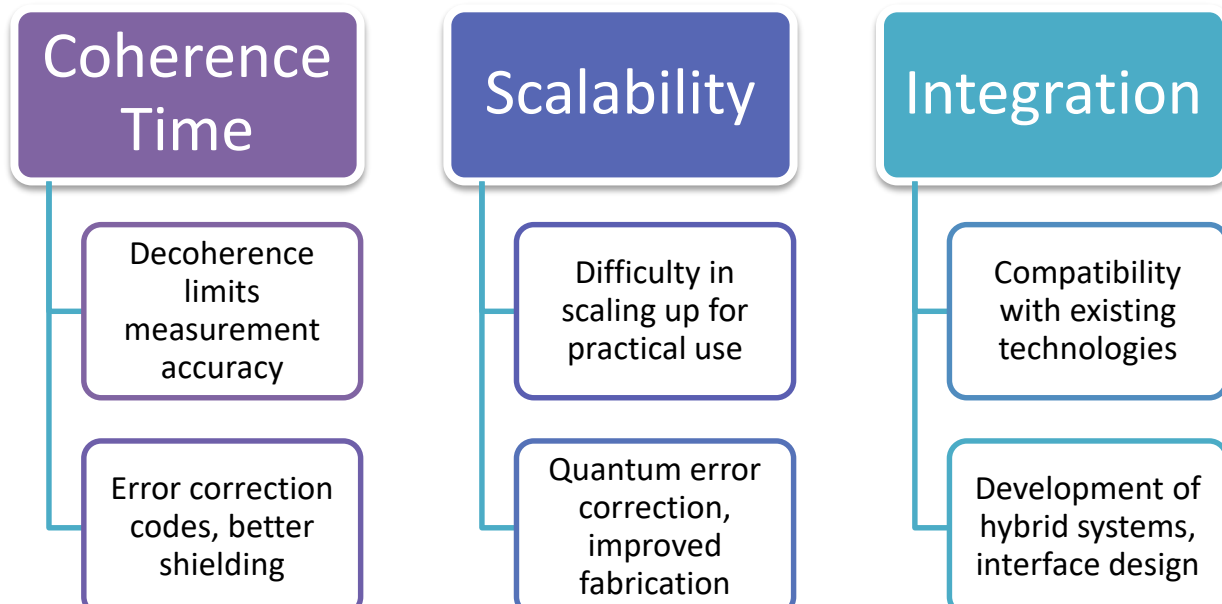 Coherence
Time
Decoherence
limits
measurement
accuracy
Error correction
codes, better
shielding
Scalability
Difficulty in
scaling up for
practical use
Quantum error
correction,
improved
fabrication
Integration
Compatibility
with existing
technologies
Development of
hybrid systems,
interface design